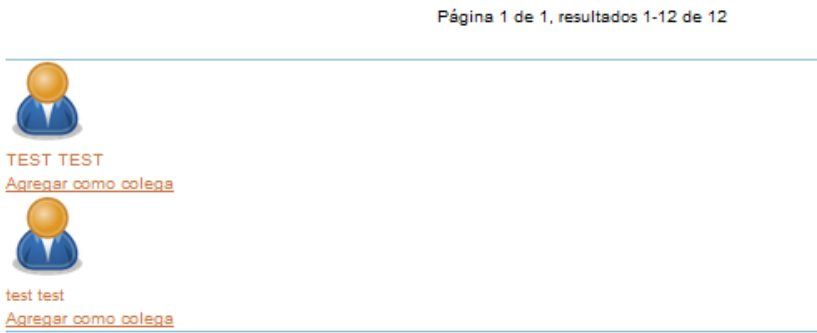 Página 1 de 1, resultados 1-12 de 12
TEST TEST
Agregar como colega
test test
Agregar como colega